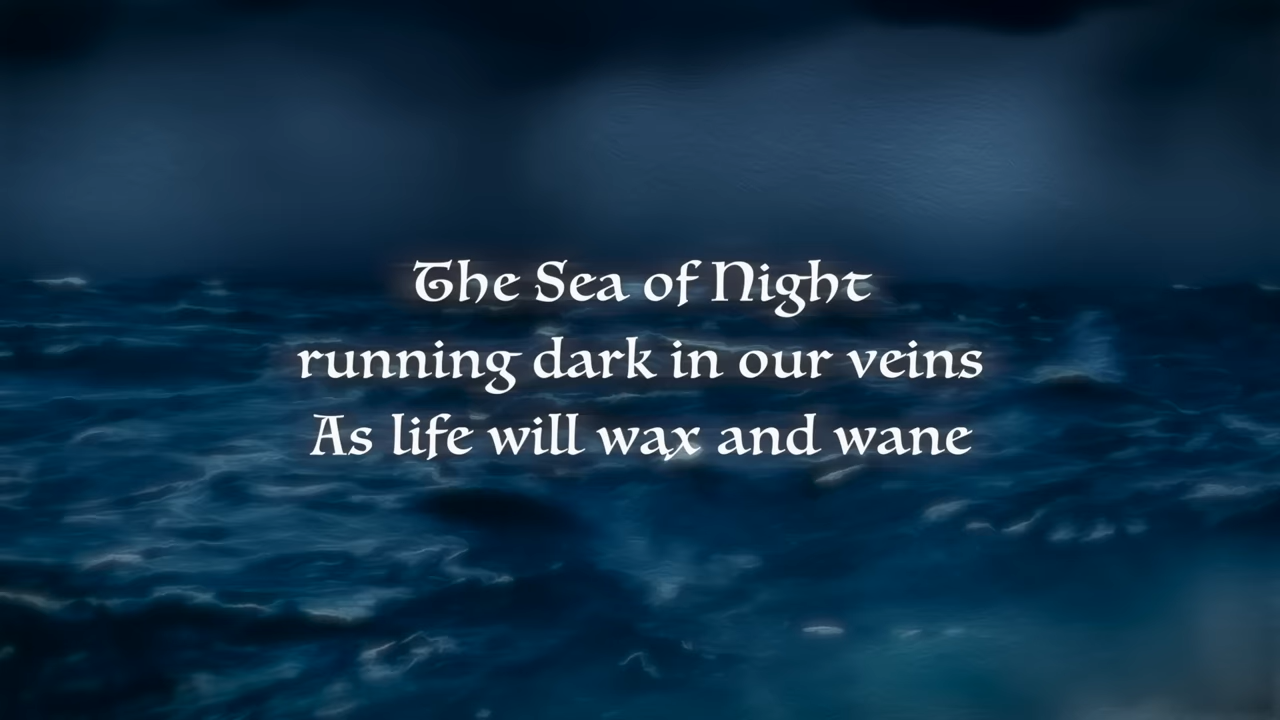 The Sea of Night
running dark in our veins
As life will wax and wane